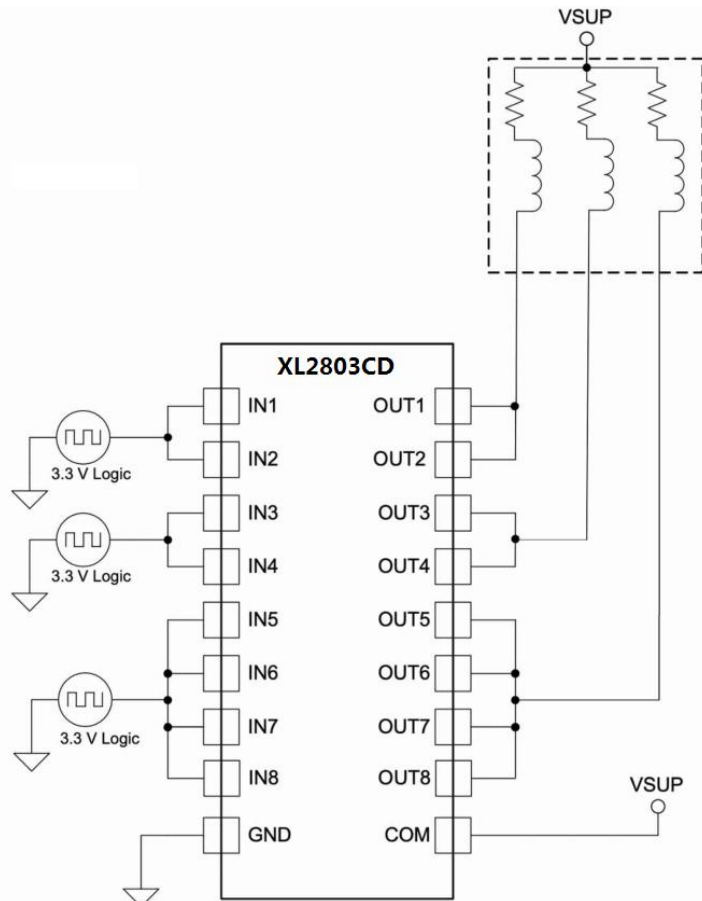 VSUP
XL2803CD
IN1 OUT1
3.3 V Logic
IN2 OUT2
IN3 OUT3
3.3 V Logic
IN4 OUT4
IN5 OUT5
IN6 OUT6
3.3 V Logic
IN7 OUT7
IN8 OUT8
VSUP
GND COM